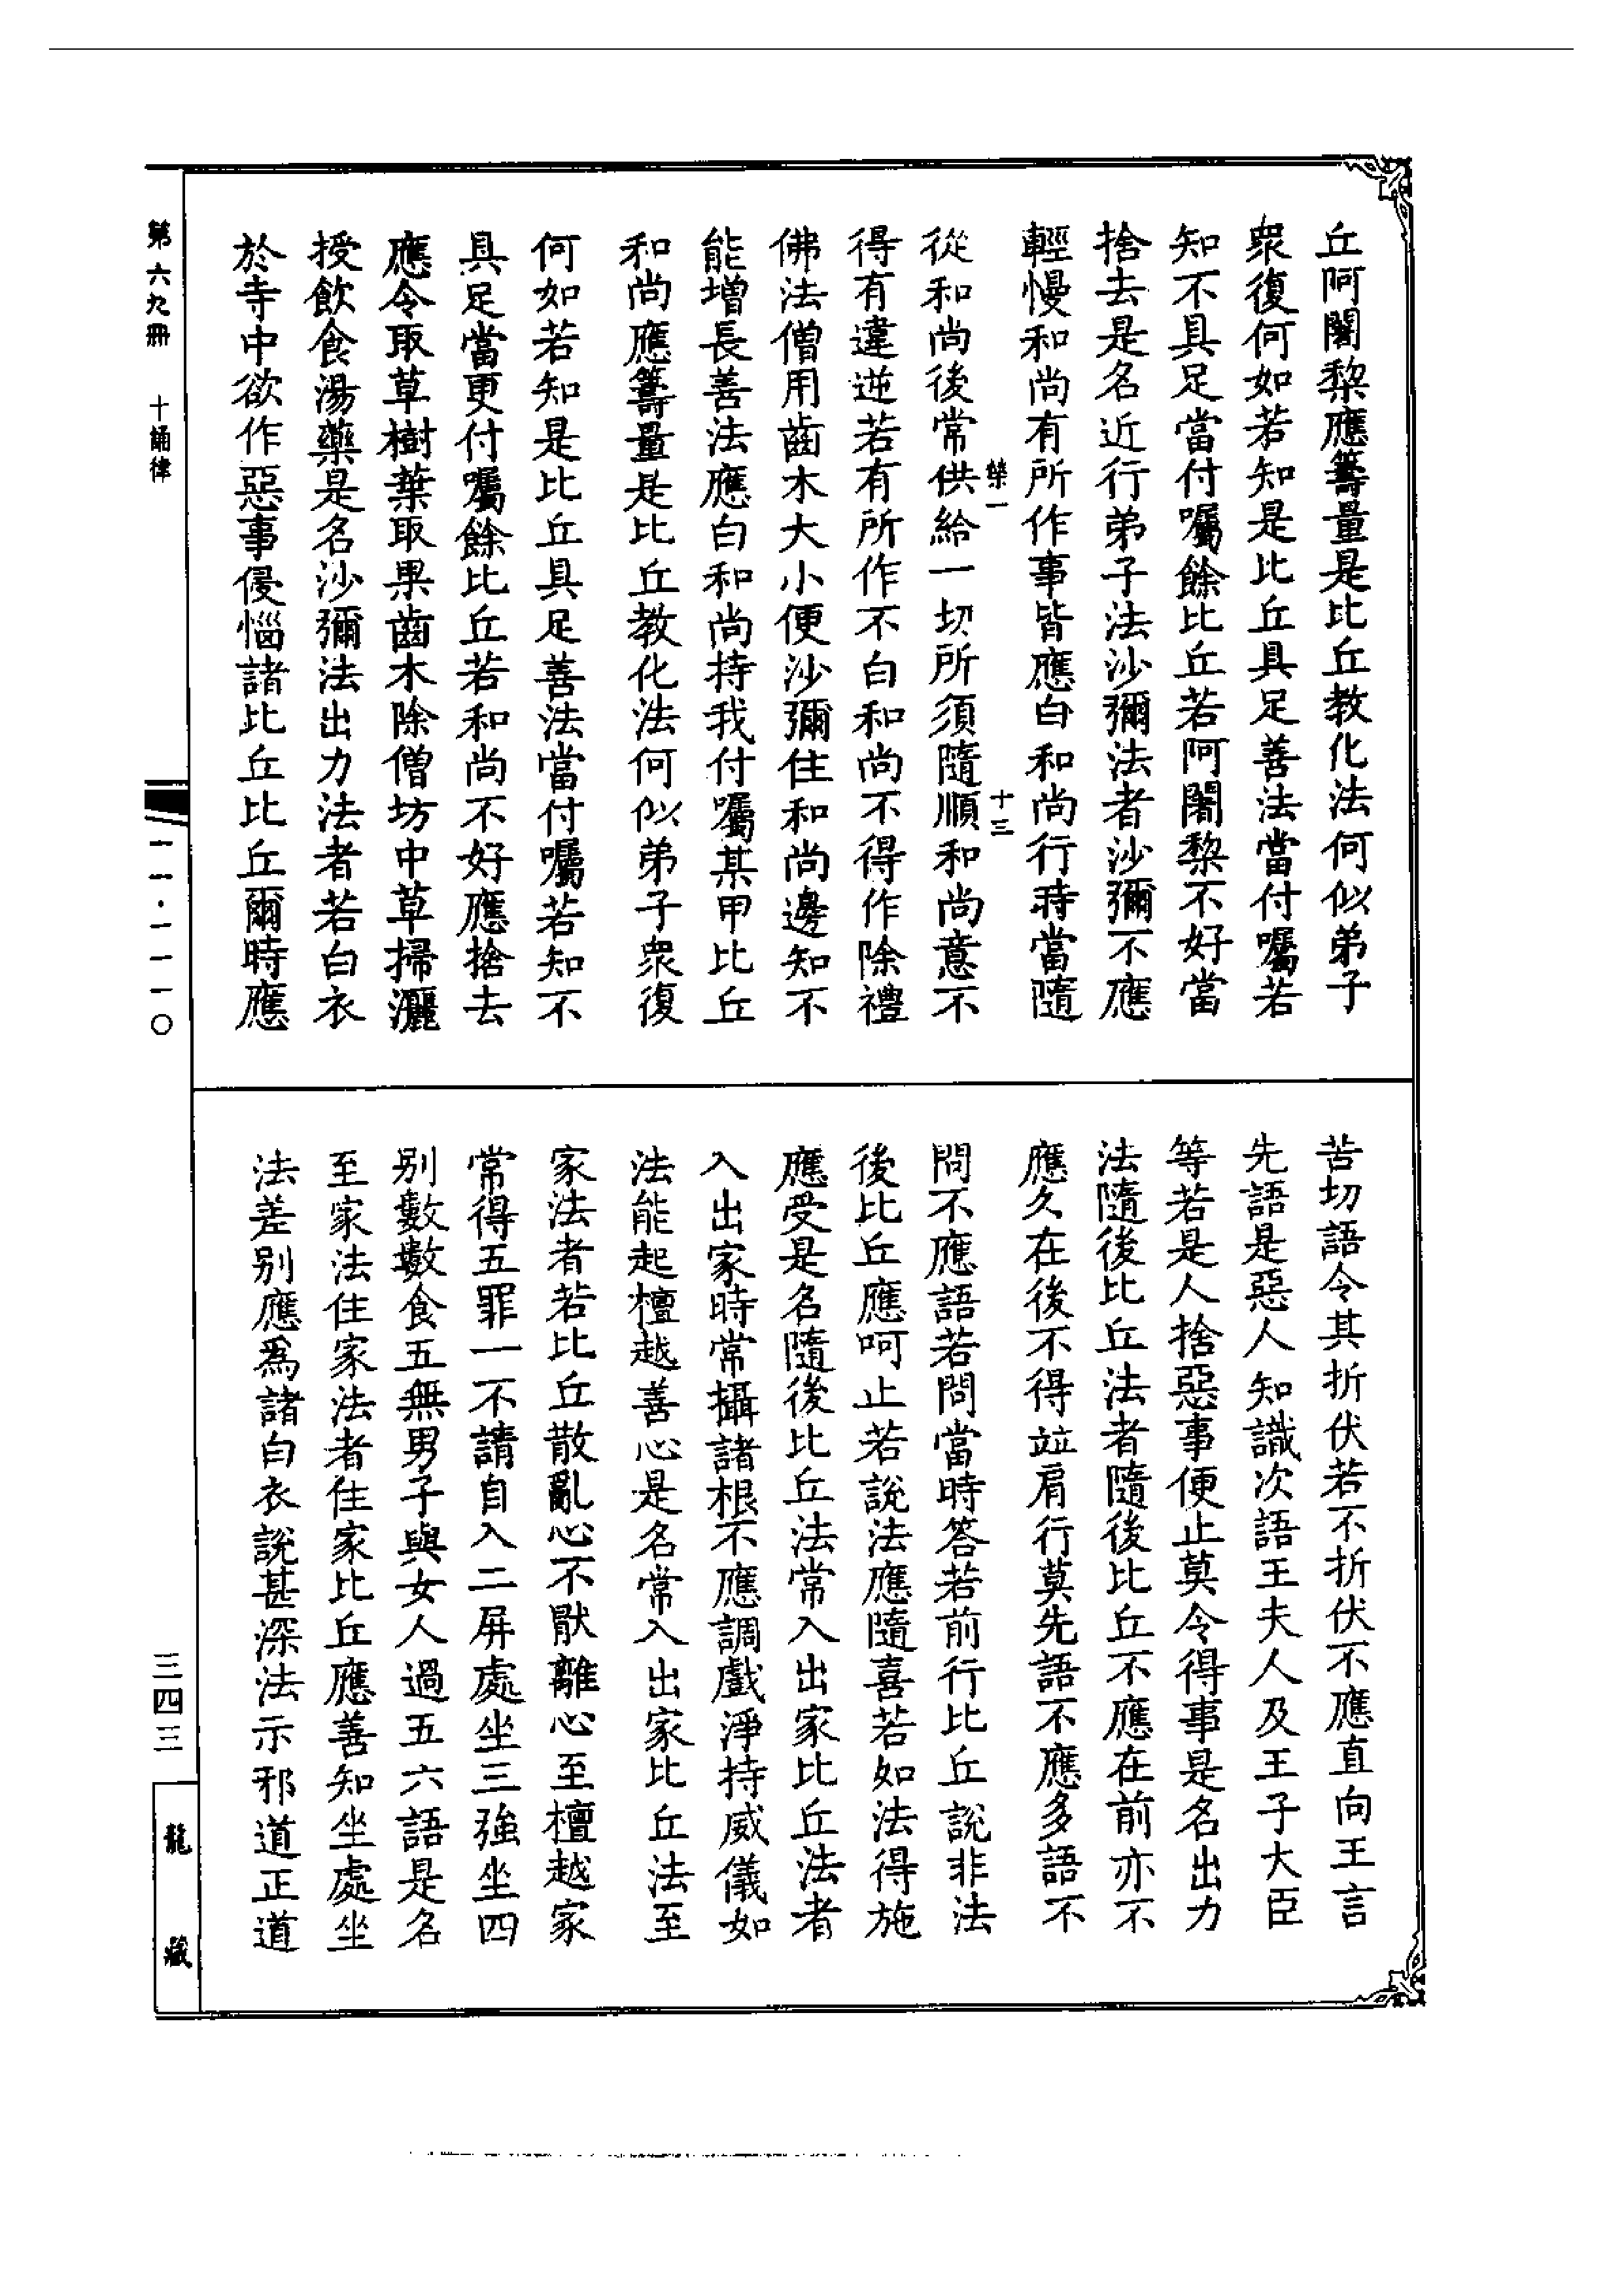 丘阿闍黎應籌量是比丘教化法何似弟子
衆復何如若知是比丘具足善法當付囑若
知不具足當付囑餘比丘若阿闍黎不好當
捨去是名近行弟子法沙彌法者沙彌不應
輕慢和尚有所作事皆應白和尚行時當隨
從和尚後常供給一切所須隨順和尚意不
得有違逆若有所作不白和尚不得作除禮
佛法僧用齒木大小便沙彌住和尚邊知不
能增長善法應白和尚持我付囑某甲比丘
和尚應籌量是比丘教化法何似弟子衆復
何如若知是比丘具足善法當付囑若知不
具足當更付囑餘比丘若和尚不好應捨去
應令取草樹葉取果齒木除僧坊中草掃灑
授飲食湯藥是名沙彌法出力法者若白衣
於寺中欲作惡事侵惱諸比丘比丘爾時應
十三
苦切語令其折伏若不折伏不應直向王言
先語是惡人知識次語王夫人及王子大臣
等若是人捨惡事便止莫令得事是名出力
法隨後比丘法者隨後比丘不應在前亦不
應久在後不得並肩行莫先語不應多語不
問不應語若問當時答若前行比丘說非法
後比丘應呵止若說法應隨喜若如法得施
應受是名隨後比丘法常入出家比丘法者
入出家時常攝諸根不應調戲淨持威儀如
法能起檀越善心是名常入出家比丘法至
家法者若比丘散亂心不猒離心至檀越家
常得五罪一不請自入二屏處坐三強坐四
別數數食五無男子與女人過五六語是名
至家法住家法者住家比丘應善知坐處坐
法差別應爲諸白衣說甚深法示邪道正道
第六九冊 十誦律
一一·一一一〇
三四三
龍藏